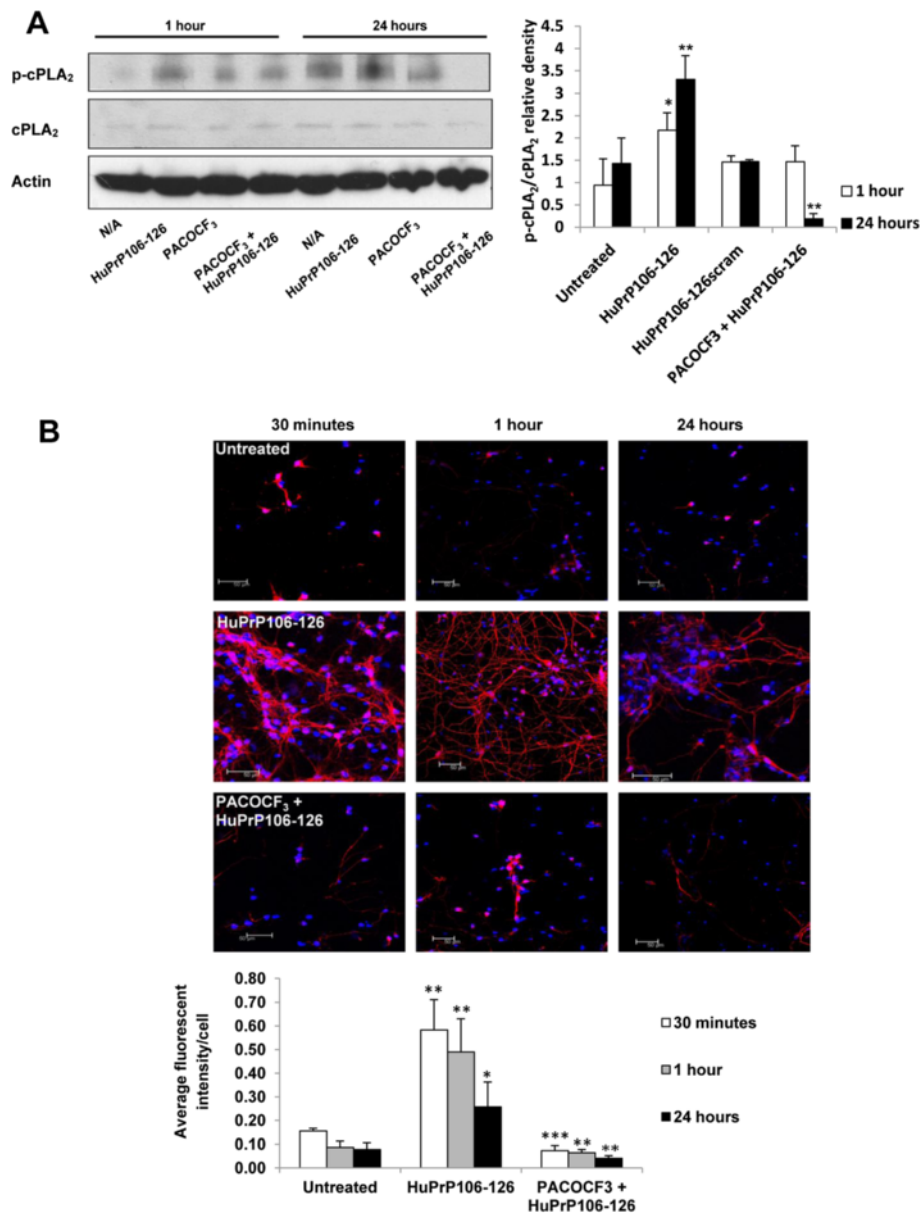 A
1 hour
24 hours
p-cPLA₂
cPLA₂
Actin
N/A
HuPrP106-126
PACOCF₃
PACOCF₃ +
HuPrP106-126
N/A
HuPrP106-126
PACOCF₃
PACOCF₃ +
HuPrP106-126
p-cPLA₂/cPLA₂ relative density
4.5
4
3.5
3
2.5
2
1.5
1
0.5
0
*
**
**
Untreated
HuPrP106-126
HuPrP106-126scram
PACOCF3 + HuPrP106-126
1 hour
24 hours
B
30 minutes
1 hour
24 hours
Untreated
HuPrP106-126
PACOCF₃ +
HuPrP106-126
Average fluorescent
intensity/cell
0.80
0.70
0.60
0.50
0.40
0.30
0.20
0.10
0.00
**
**
*
***
**
**
Untreated
HuPrP106-126
PACOCF3 +
HuPrP106-126
30 minutes
1 hour
24 hours